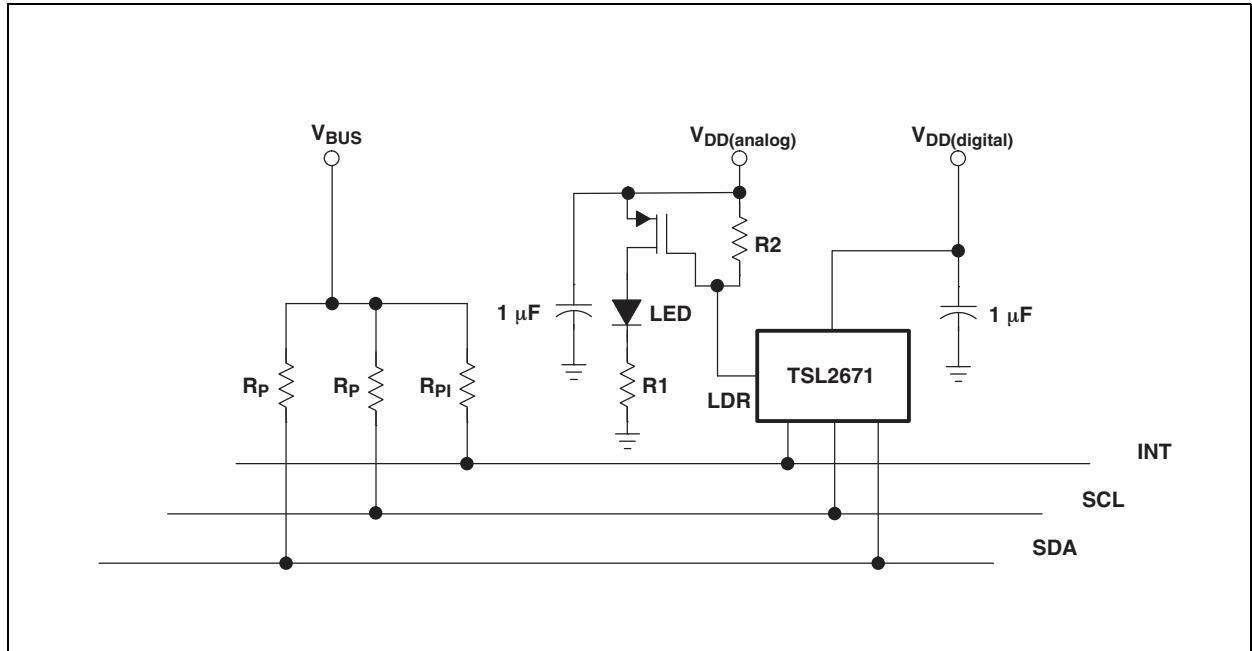 VBUS
VDD(analog)
VDD(digital)
R2
1 μF
LED
1 μF
TSL2671
RP
RP
RPI
R1
LDR
INT
SCL
SDA